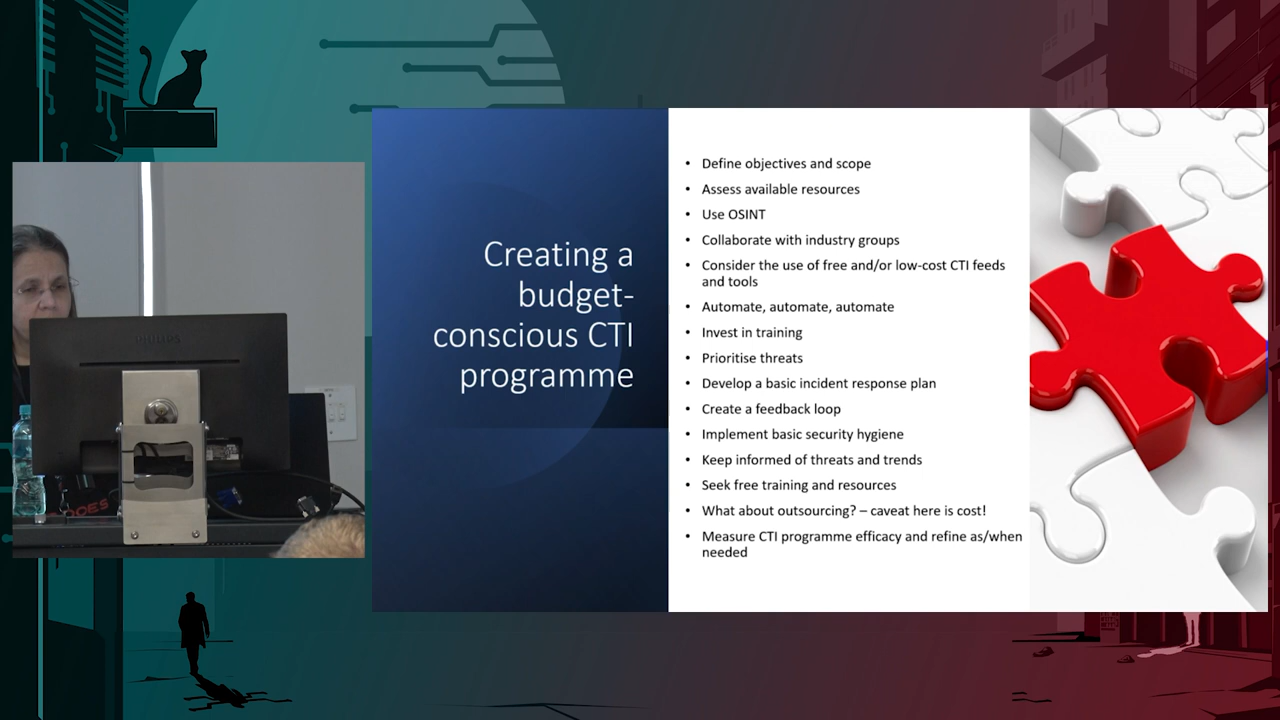 Creating a
budget-
conscious CTI
programme
• Define objectives and scope
• Assess available resources
• Use OSINT
• Collaborate with industry groups
• Consider the use of free and/or low-cost CTI feeds
and tools
• Automate, automate, automate
• Invest in training
• Prioritise threats
• Develop a basic incident response plan
• Create a feedback loop
• Implement basic security hygiene
• Keep informed of threats and trends
• Seek free training and resources
• What about outsourcing? – caveat here is cost!
• Measure CTI programme efficacy and refine as/when
needed
PHILIPS
DOES